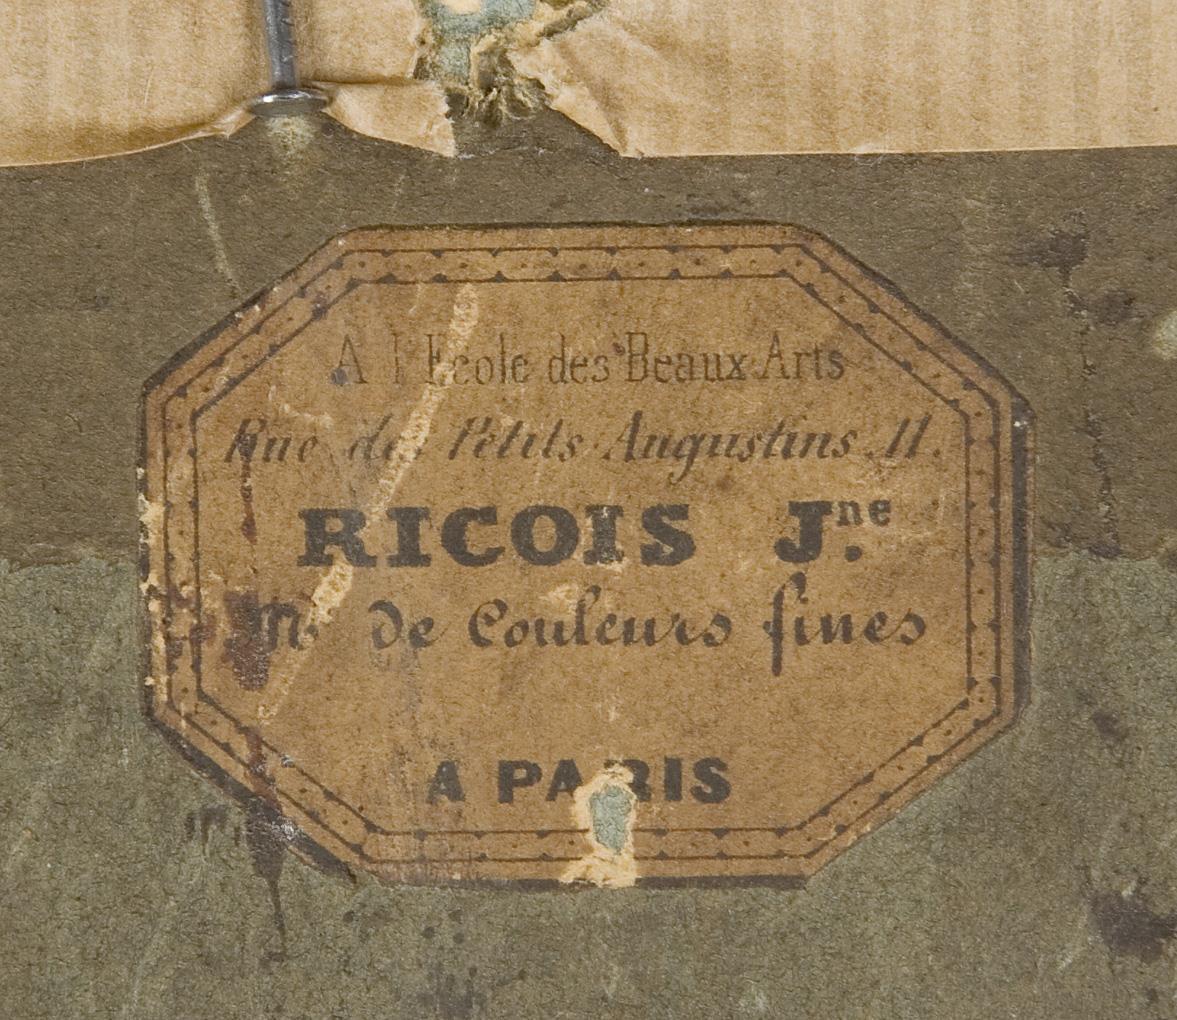 A l'Ecole des Beaux Arts
Rue des Petits Augustins 11.
RICOIS Jne.
Md de Couleurs fines
A PARIS